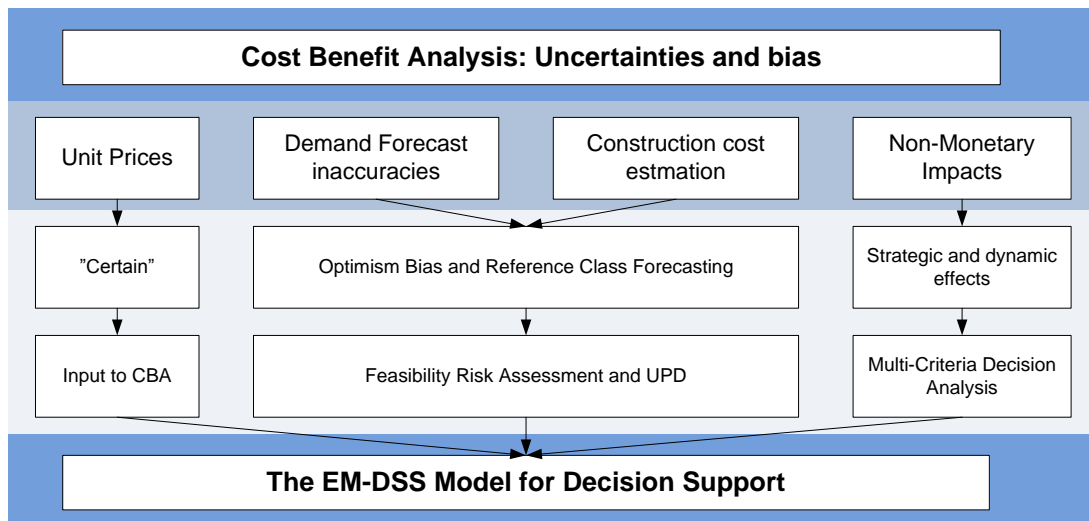 Cost Benefit Analysis: Uncertainties and bias
Unit Prices
Demand Forecast
inaccuracies
Construction cost
estmation
Non-Monetary
Impacts
”Certain”
Optimism Bias and Reference Class Forecasting
Strategic and dynamic
effects
Input to CBA
Feasibility Risk Assessment and UPD
Multi-Criteria Decision
Analysis
The EM-DSS Model for Decision Support